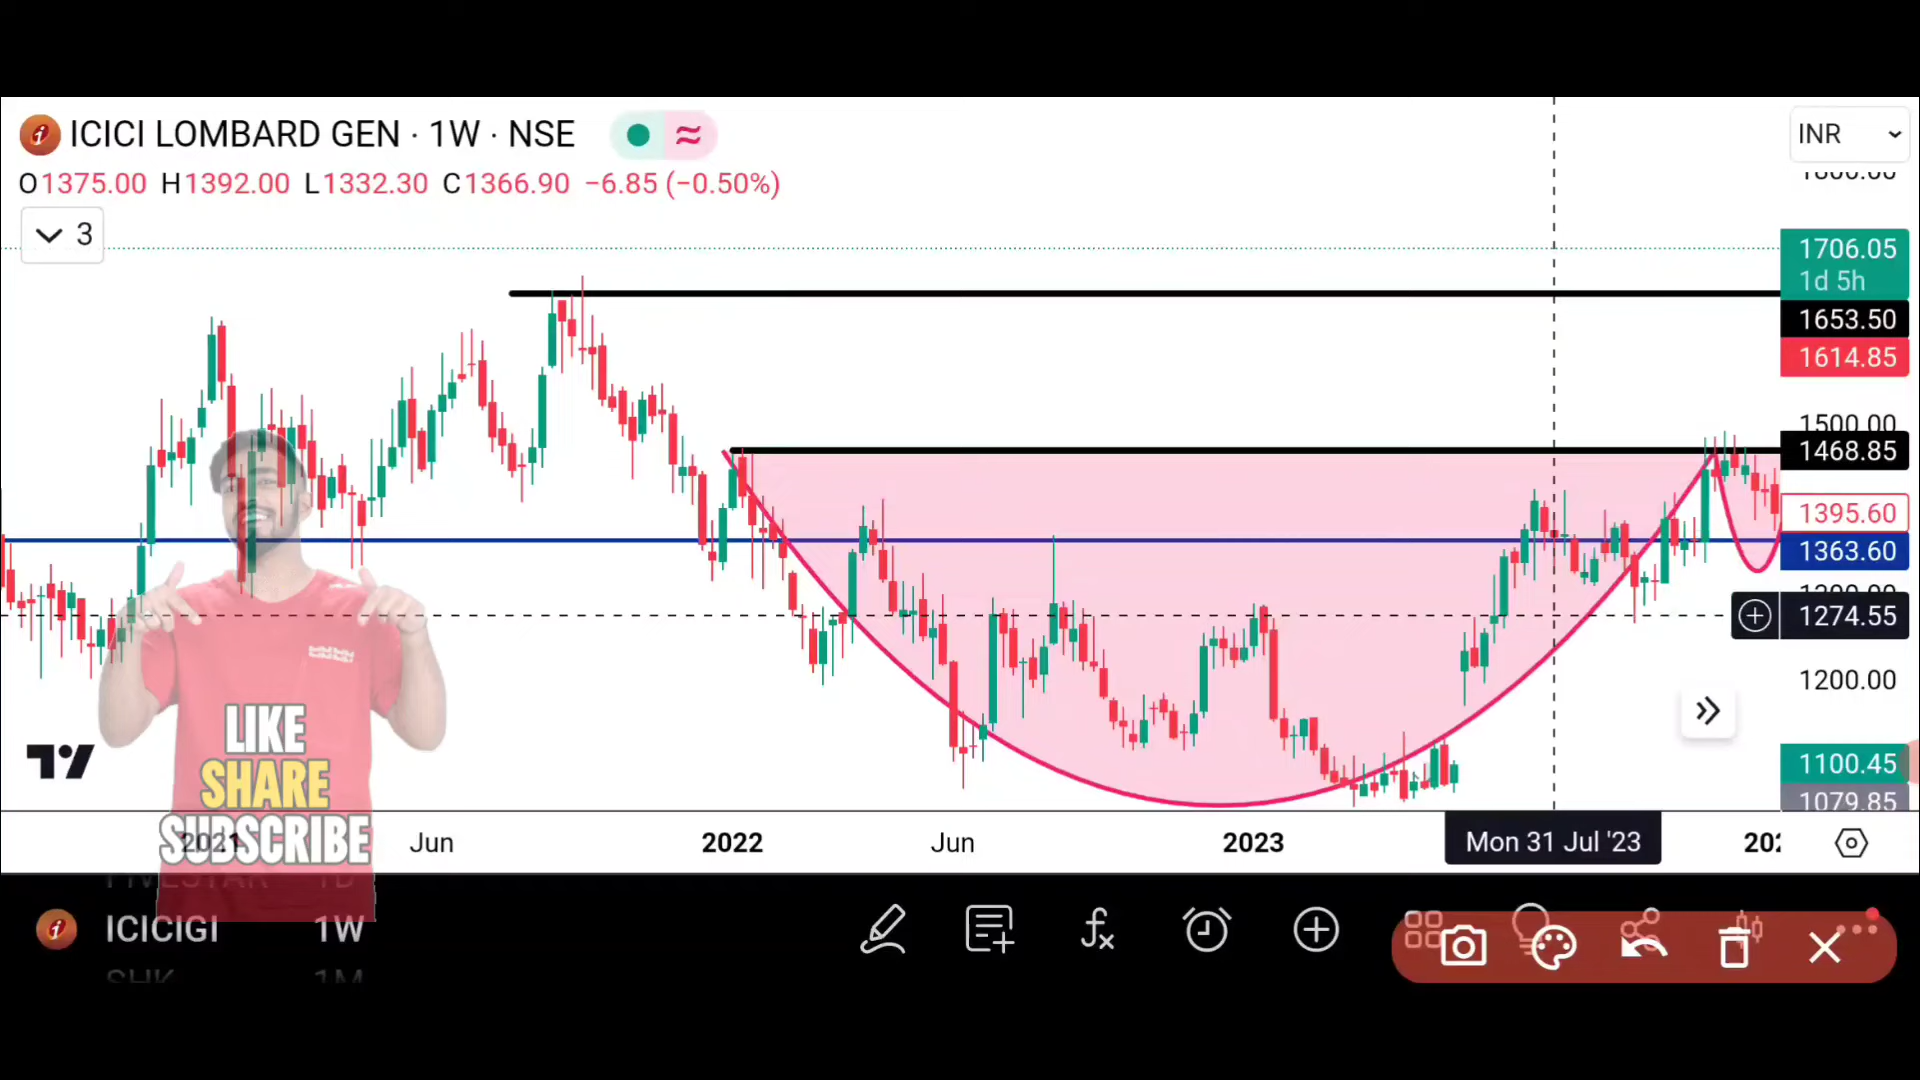 ICICI LOMBARD GEN · 1W · NSE
INR
O1375.00 H1392.00 L1332.30 C1366.90 −6.85 (−0.50%)
3
1706.05
1d 5h
1653.50
1614.85
1500.00
1468.85
1395.60
1363.60
1274.55
1200.00
1100.45
1079.85
LIKE
SHARE
SUBSCRIBE
2021 Jun 2022 Jun 2023 Mon 31 Jul '23
ICICIGI 1W
SHK 1M